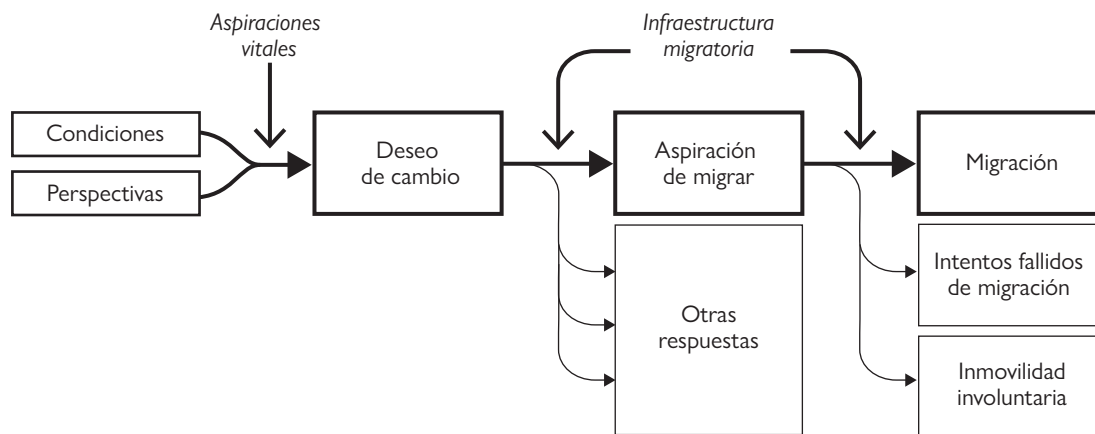 Aspiraciones
vitales
Infraestructura
migratoria
Condiciones
Perspectivas
Deseo
de cambio
Aspiración
de migrar
Migración
Otras
respuestas
Intentos fallidos
de migración
Inmovilidad
involuntaria